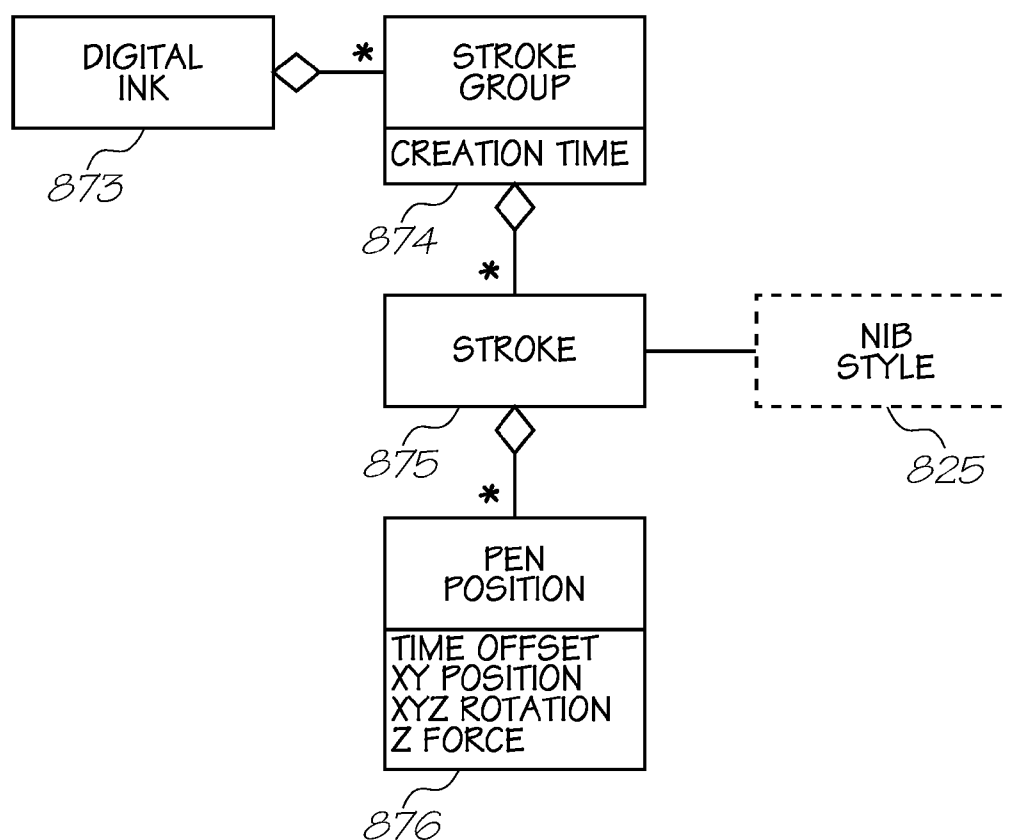 DIGITAL
INK
*
STROKE
GROUP
CREATION TIME
873
874
*
STROKE
NIB
STYLE
875
825
*
PEN
POSITION
TIME OFFSET
XY POSITION
XYZ ROTATION
Z FORCE
876